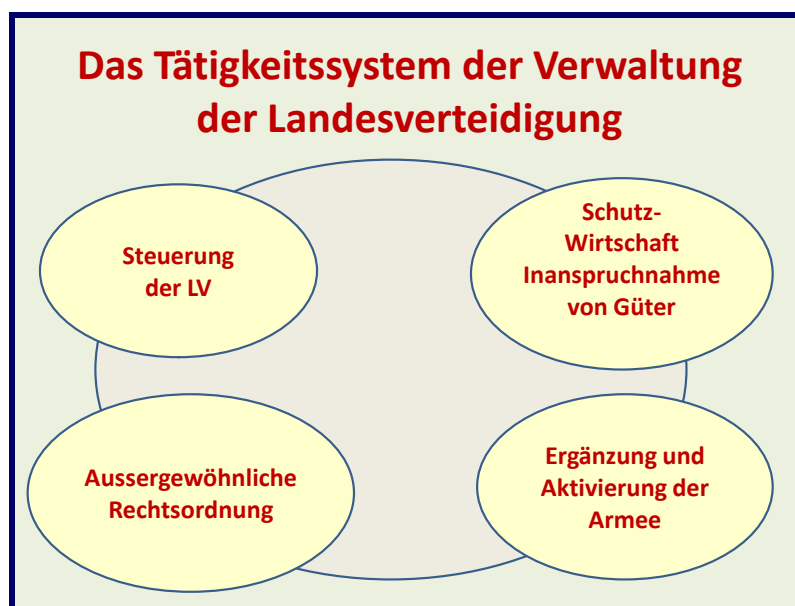 Das Tätigkeitssystem der Verwaltung
der Landesverteidigung
Steuerung
der LV
Schutz-
Wirtschaft
Inanspruchnahme
von Güter
Aussergewöhnliche
Rechtsordnung
Ergänzung und
Aktivierung der
Armee